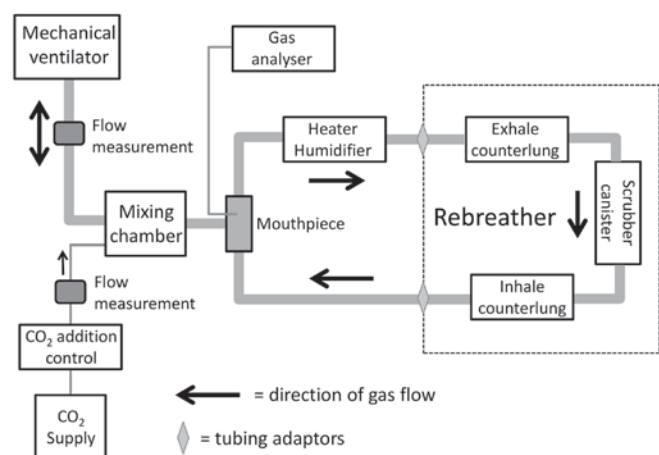 Mechanical
ventilator
Gas
analyser
Flow
measurement
Heater
Humidifier
Exhale
counterlung
Mixing
chamber
Mouthpiece
Rebreather
Scrubber
canister
Flow
measurement
Inhale
counterlung
CO₂ addition
control
CO₂
Supply
= direction of gas flow
= tubing adaptors